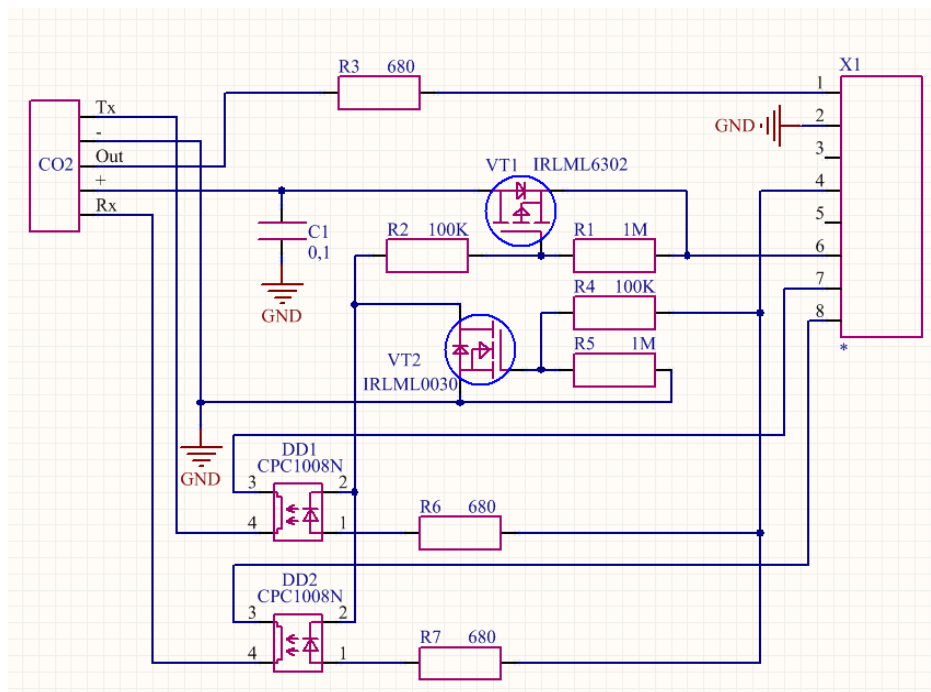 R3 680
X1
1
Tx
2
GND
-
3
Out
CO2
VT1 IRLML6302
+
4
Rx
5
R2 100K
R1 1M
C1
0,1
6
R4 100K
7
GND
8
R5 1M
VT2
IRLML0030
*
DD1
CPC1008N
GND
3
2
R6 680
4
1
DD2
CPC1008N
3
2
R7 680
4
1